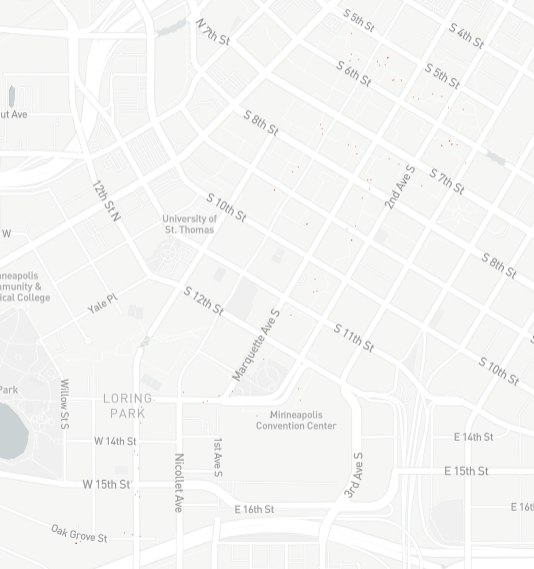 S 5th St
S 4th St
N 7th St
S 6th St
S 5th St
ut Ave
S 8th St
S 7th St
2nd Ave S
12th St N
S 10th St
University of
St. Thomas
W
S 8th St
nneapolis
mmunity &
ical College
Yale Pl
S 12th St
Marquette Ave S
S 11th St
S 10th St
Park
Willow St S
LORING
PARK
Minneapolis
Convention Center
W 14th St
1st Ave S
E 14th St
Nicollet Ave
3rd Ave S
E 15th St
W 15th St
E 16th St
E 16t
Oak Grove St